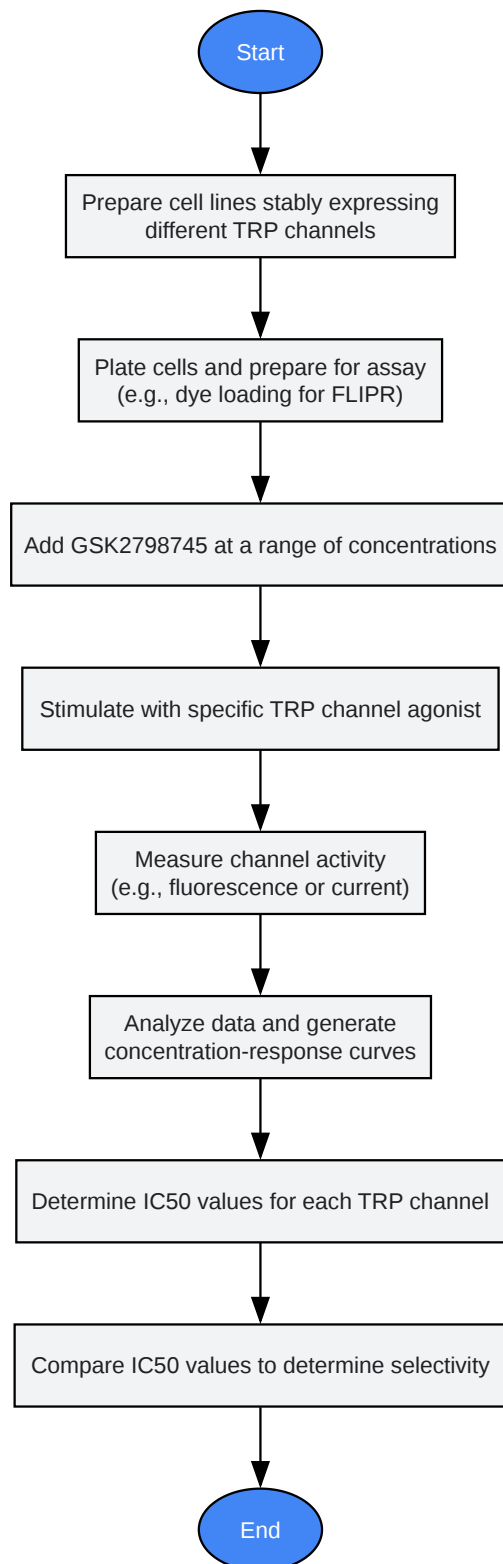 Start
Prepare cell lines stably expressing
different TRP channels
Plate cells and prepare for assay
(e.g., dye loading for FLIPR)
Add GSK2798745 at a range of concentrations
Stimulate with specific TRP channel agonist
Measure channel activity
(e.g., fluorescence or current)
Analyze data and generate
concentration-response curves
Determine IC50 values for each TRP channel
Compare IC50 values to determine selectivity
End